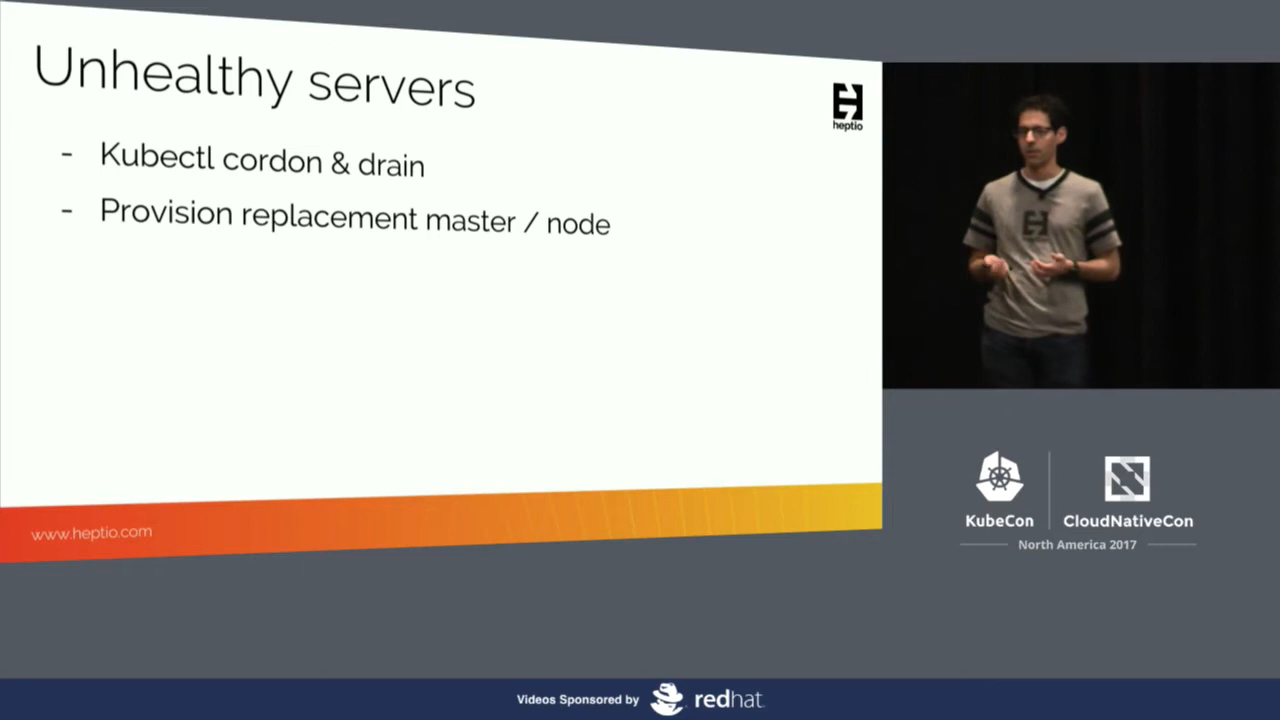 Unhealthy servers
heptio
- Kubectl cordon & drain
- Provision replacement master / node
www.heptio.com
KubeCon
CloudNativeCon
North America 2017
Videos Sponsored by redhat.